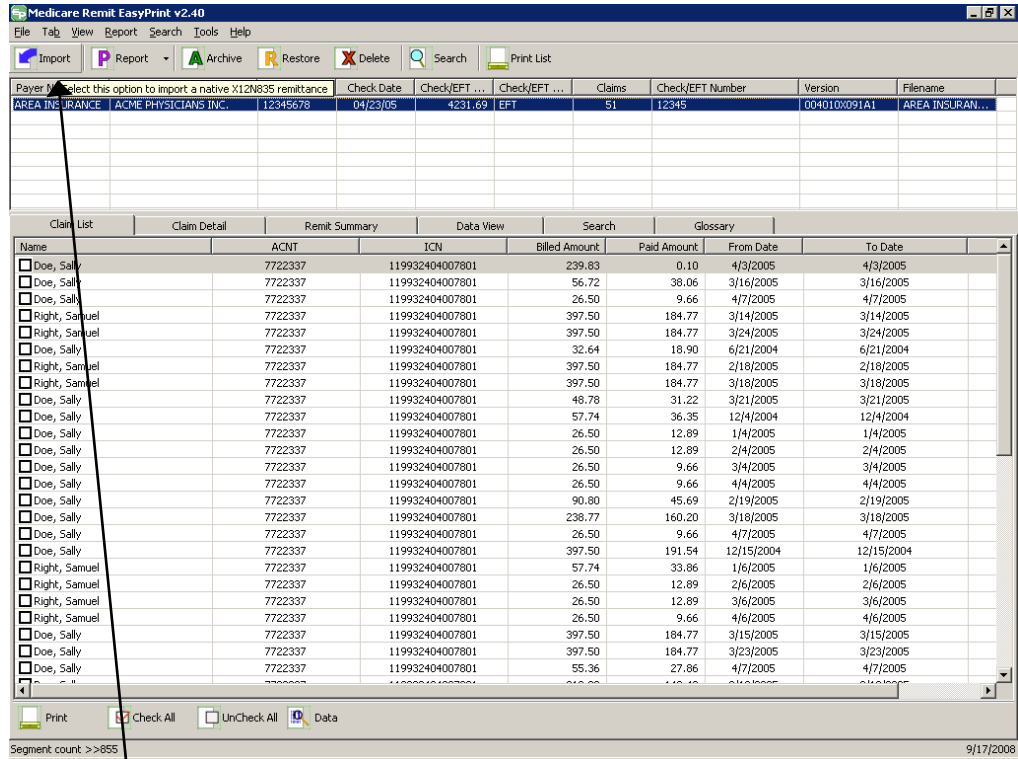 Medicare Remit EasyPrint v2.40
File Tab View Report Search Tools Help
Import Report Archive Restore Delete Search Print List
Select this option to import a native X12N835 remittance
Payer N Check Date Check/EFT ... Check/EFT ... Claims Check/EFT Number Version Filename
AREA INSURANCE ACME PHYSICIANS INC. 12345678 04/23/05 4231.69 EFT 51 12345 004010X091A1 AREA INSURAN...
Claim List Claim Detail Remit Summary Data View Search Glossary
Name ACNT ICN Billed Amount Paid Amount From Date To Date
Doe, Sally 7722337 119932404007801 239.83 0.10 4/3/2005 4/3/2005
Doe, Sally 7722337 119932404007801 56.72 38.06 3/16/2005 3/16/2005
Doe, Sally 7722337 119932404007801 26.50 9.66 4/7/2005 4/7/2005
Right, Samuel 7722337 119932404007801 397.50 184.77 3/14/2005 3/14/2005
Right, Samuel 7722337 119932404007801 397.50 184.77 3/24/2005 3/24/2005
Doe, Sally 7722337 119932404007801 32.64 18.90 6/21/2004 6/21/2004
Right, Samuel 7722337 119932404007801 397.50 184.77 2/18/2005 2/18/2005
Right, Samuel 7722337 119932404007801 397.50 184.77 3/18/2005 3/18/2005
Doe, Sally 7722337 119932404007801 48.78 31.22 3/21/2005 3/21/2005
Doe, Sally 7722337 119932404007801 57.74 36.35 12/4/2004 12/4/2004
Doe, Sally 7722337 119932404007801 26.50 12.89 1/4/2005 1/4/2005
Doe, Sally 7722337 119932404007801 26.50 12.89 2/4/2005 2/4/2005
Doe, Sally 7722337 119932404007801 26.50 9.66 3/4/2005 3/4/2005
Doe, Sally 7722337 119932404007801 26.50 9.66 4/4/2005 4/4/2005
Doe, Sally 7722337 119932404007801 90.80 45.69 2/19/2005 2/19/2005
Doe, Sally 7722337 119932404007801 238.77 160.20 3/18/2005 3/18/2005
Doe, Sally 7722337 119932404007801 26.50 9.66 4/7/2005 4/7/2005
Doe, Sally 7722337 119932404007801 397.50 191.54 12/15/2004 12/15/2004
Right, Samuel 7722337 119932404007801 57.74 33.86 1/6/2005 1/6/2005
Right, Samuel 7722337 119932404007801 26.50 12.89 2/6/2005 2/6/2005
Right, Samuel 7722337 119932404007801 26.50 12.89 3/6/2005 3/6/2005
Right, Samuel 7722337 119932404007801 26.50 9.66 4/6/2005 4/6/2005
Doe, Sally 7722337 119932404007801 397.50 184.77 3/15/2005 3/15/2005
Doe, Sally 7722337 119932404007801 397.50 184.77 3/23/2005 3/23/2005
Doe, Sally 7722337 119932404007801 55.36 27.86 4/7/2005 4/7/2005
Print Check All UnCheck All Data
Segment count >>855 9/17/2008